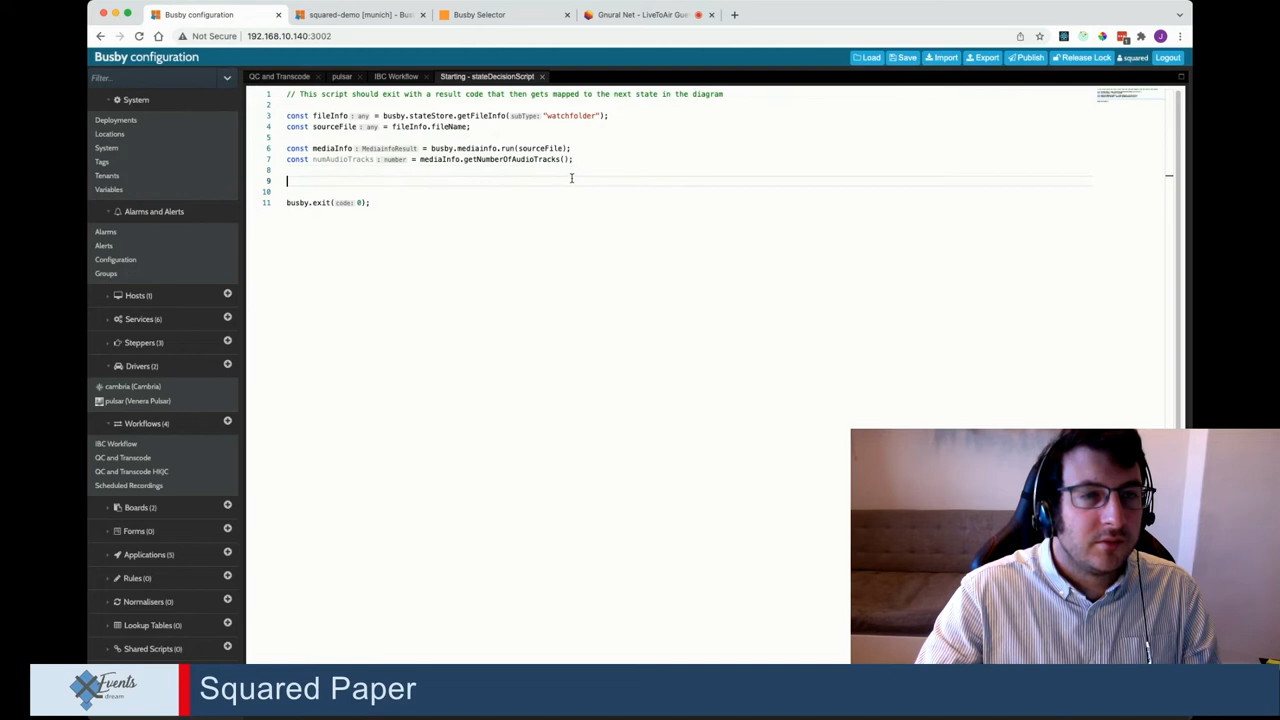 Busby configuration
squared-demo [munich] - Bus
Busby Selector
Gnural Net - LiveToAir Gue
Not Secure
192.168.10.140:3002
Busby configuration
Load
Save
Import
Export
Publish
Release Lock
squared
Logout
Filter...
QC and Transcode
pulsar
IBC Workflow
Starting - stateDecisionScript
System
Deployments
Locations
System
Tags
Tenants
Variables
Alarms and Alerts
Alarms
Alerts
Configuration
Groups
Hosts (1)
Services (6)
Steppers (3)
Drivers (2)
cambria (Cambria)
pulsar (Venera Pulsar)
Workflows (4)
IBC Workflow
QC and Transcode
QC and Transcode HKJC
Scheduled Recordings
Boards (2)
Forms (0)
Applications (5)
Rules (0)
Normalisers (0)
Lookup Tables (0)
Shared Scripts (0)
1 // This script should exit with a result code that then gets mapped to the next state in the diagram
2
3 const fileInfo : any = busby.stateStore.getFileInfo(subType: "watchfolder");
4 const sourceFile : any = fileInfo.fileName;
5
6 const mediaInfo : MediainfoResult = busby.mediainfo.run(sourceFile);
7 const numAudioTracks : number = mediaInfo.getNumberOfAudioTracks();
8
9
10
11 busby.exit(code: 0);
Events
dream
Squared Paper